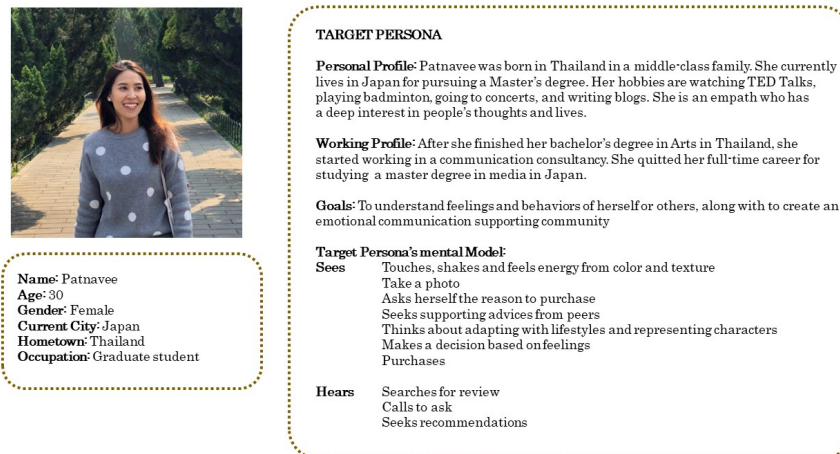 TARGET PERSONA
Personal Profile: Patnavee was born in Thailand in a middle-class family. She currently
lives in Japan for pursuing a Master's degree. Her hobbies are watching TED Talks,
playing badminton, going to concerts, and writing blogs. She is an empath who has
a deep interest in people's thoughts and lives.
Working Profile: After she finished her bachelor's degree in Arts in Thailand, she
started working in a communication consultancy. She quitted her full-time career for
studying a master degree in media in Japan.
Goals: To understand feelings and behaviors of herself or others, along with to create an
emotional communication supporting community
Target Persona's mental Model:
Sees Touches, shakes and feels energy from color and texture
Take a photo
Asks herself the reason to purchase
Seeks supporting advices from peers
Thinks about adapting with lifestyles and representing characters
Makes a decision based on feelings
Purchases
Hears Searches for review
Calls to ask
Seeks recommendations
Name: Patnavee
Age: 30
Gender: Female
Current City: Japan
Hometown: Thailand
Occupation: Graduate student